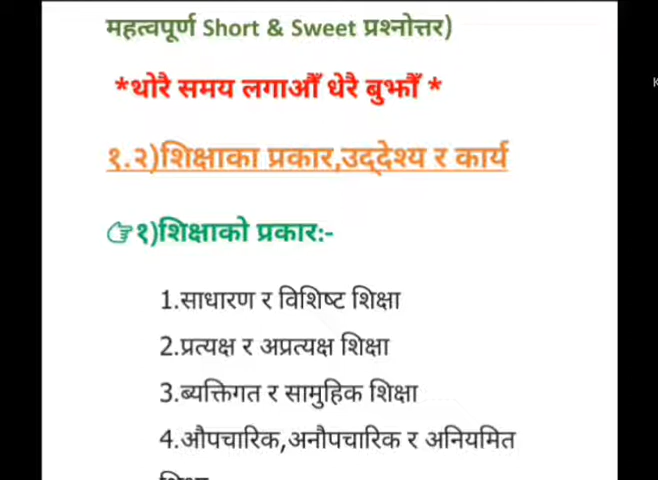 महत्वपूर्ण Short & Sweet प्रश्नोत्तर)
*थोरै समय लगाऔँ धेरै बुझौँ *
१.२)शिक्षाका प्रकार,उद्देश्य र कार्य
👉१)शिक्षाको प्रकार:-
1.साधारण र विशिष्ट शिक्षा
2.प्रत्यक्ष र अप्रत्यक्ष शिक्षा
3.ब्यक्तिगत र सामुहिक शिक्षा
4.औपचारिक,अनौपचारिक र अनियमित